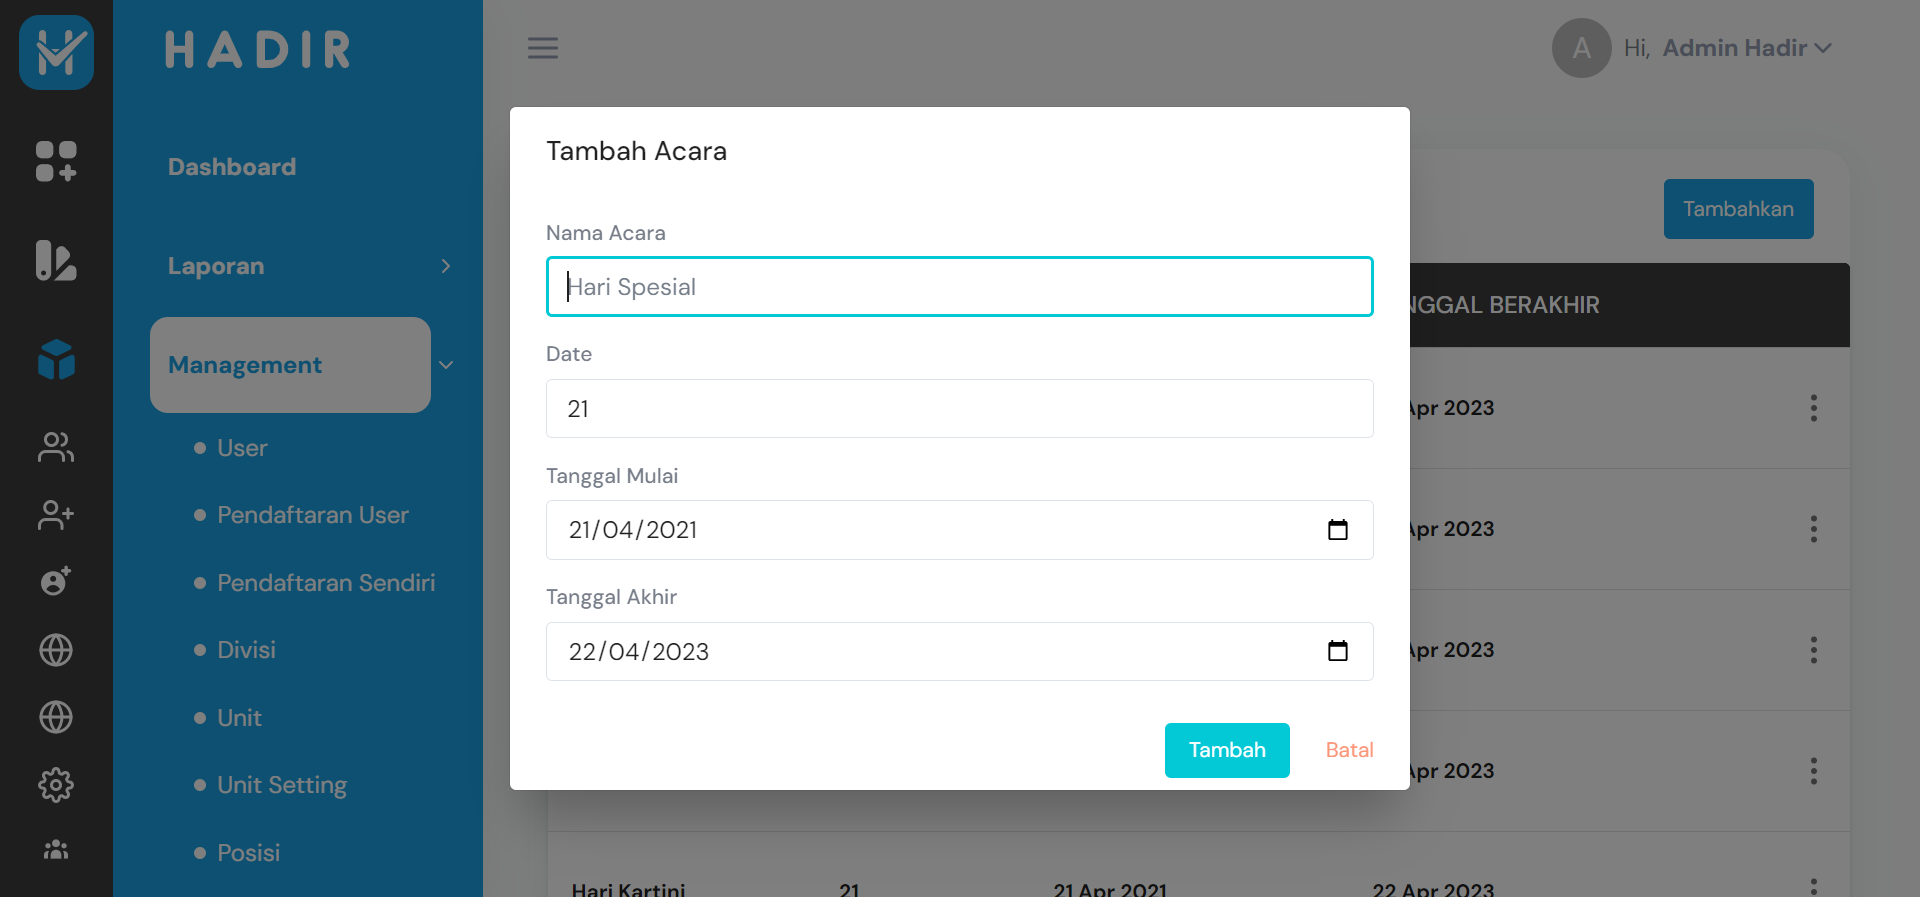 HADIR
Hi, Admin Hadir
A
Dashboard
Laporan
Management
User
Pendaftaran User
Pendaftaran Sendiri
Divisi
Unit
Unit Setting
Posisi
Tambah Acara
Nama Acara
Hari Spesial
Date
21
Tanggal Mulai
21/04/2021
Tanggal Akhir
22/04/2023
Tambah
Batal
Tambahkan
NGGAL BERAKHIR
Apr 2023
Apr 2023
Apr 2023
Apr 2023
Hari Kartini 21 21 Apr 2021 22 Apr 2023